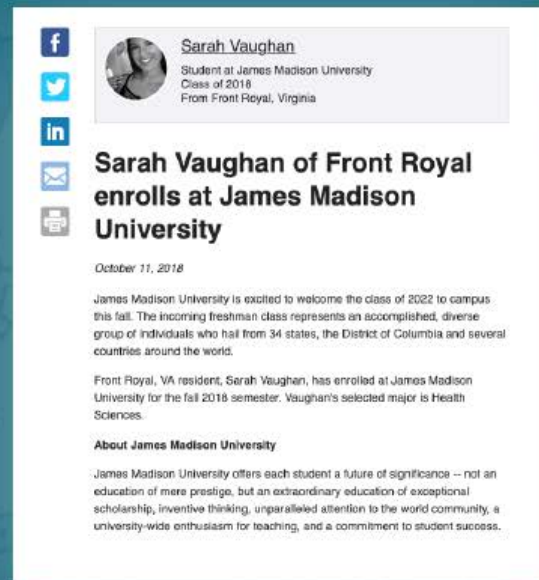 f
in
Sarah Vaughan
Student at James Madison University
Class of 2018
From Front Royal, Virginia
Sarah Vaughan of Front Royal
enrolls at James Madison
University
October 11, 2018
James Madison University is excited to welcome the class of 2022 to campus
this fall. The incoming freshman class represents an accomplished, diverse
group of individuals who hail from 34 states, the District of Columbia and several
countries around the world.
Front Royal, VA resident, Sarah Vaughan, has enrolled at James Madison
University for the fall 2018 semester. Vaughan's selected major is Health
Sciences.
About James Madison University
James Madison University offers each student a future of significance -- not an
education of mere prestige, but an extraordinary education of exceptional
scholarship, inventive thinking, unparalleled attention to the world community, a
university-wide enthusiasm for teaching, and a commitment to student success.